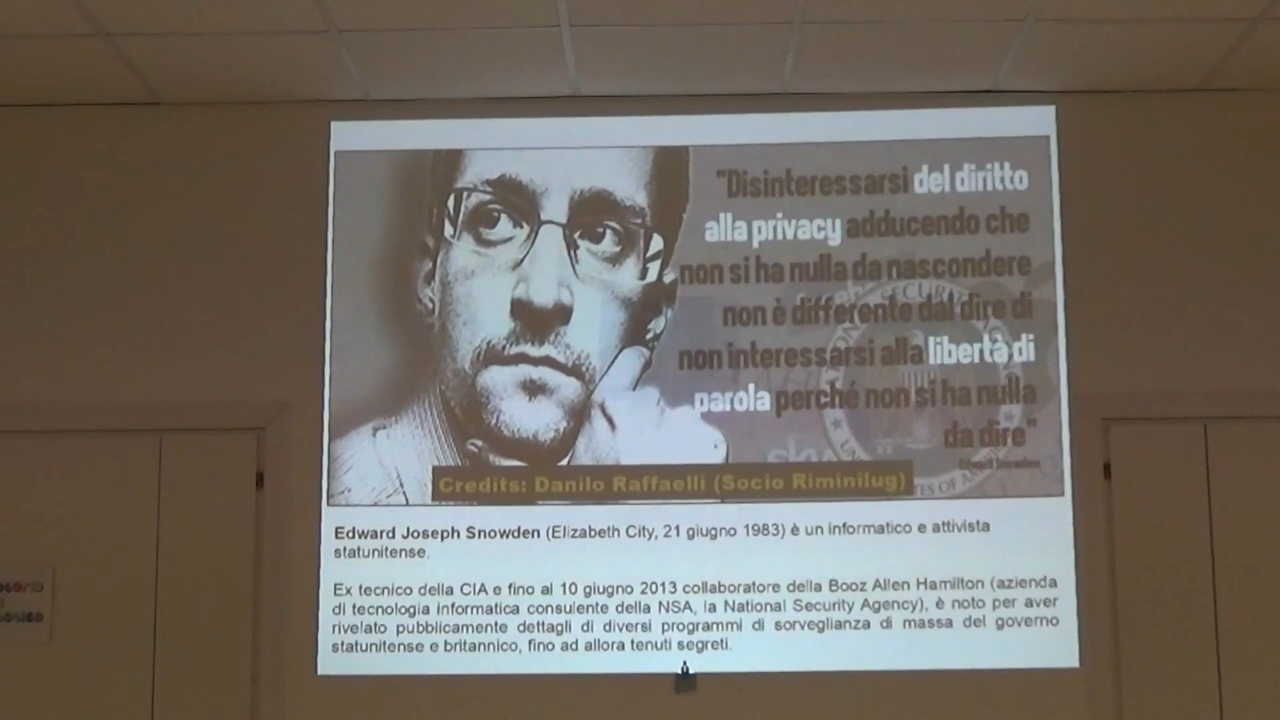 "Disinteressarsi del diritto
alla privacy adducendo che
non si ha nulla da nascondere
non è differente dal dire di
non interessarsi alla libertà di
parola perché non si ha nulla
da dire"
Edward Snowden
Credits: Danilo Raffaelli (Socio Riminilug)
Edward Joseph Snowden (Elizabeth City, 21 giugno 1983) è un informatico e attivista
statunitense.
Ex tecnico della CIA e fino al 10 giugno 2013 collaboratore della Booz Allen Hamilton (azienda
di tecnologia informatica consulente della NSA, la National Security Agency), è noto per aver
rivelato pubblicamente dettagli di diversi programmi di sorveglianza di massa del governo
statunitense e britannico, fino ad allora tenuti segreti.